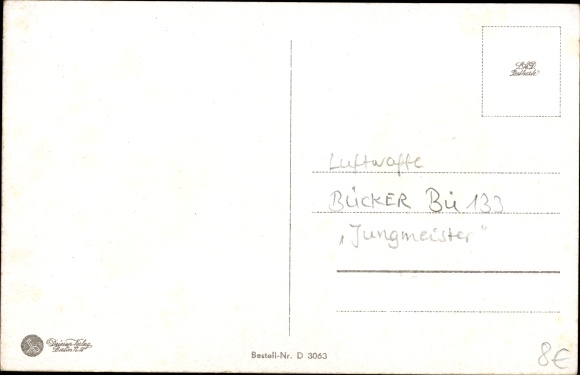 Luftwaffe
BÜCKER Bü 133
„Jungmeister“
Bestell-Nr. D 3063
8€